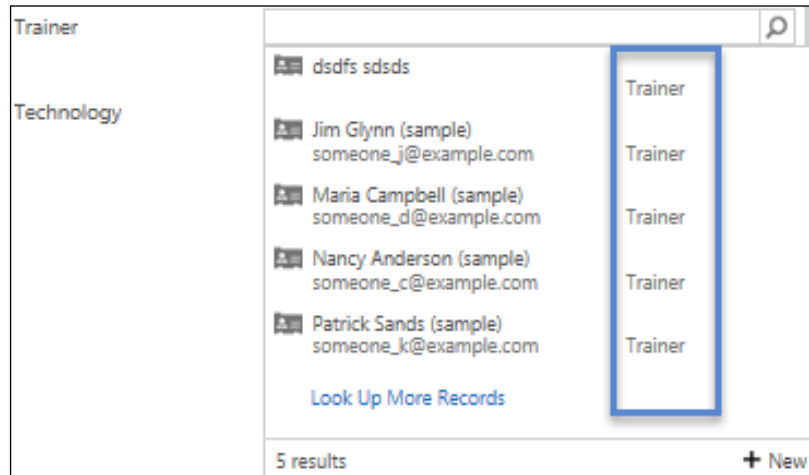 Trainer
dsdfs sdsds
Trainer
Technology
Jim Glynn (sample)
someone_j@example.com
Trainer
Maria Campbell (sample)
someone_d@example.com
Trainer
Nancy Anderson (sample)
someone_c@example.com
Trainer
Patrick Sands (sample)
someone_k@example.com
Trainer
Look Up More Records
5 results
+ New